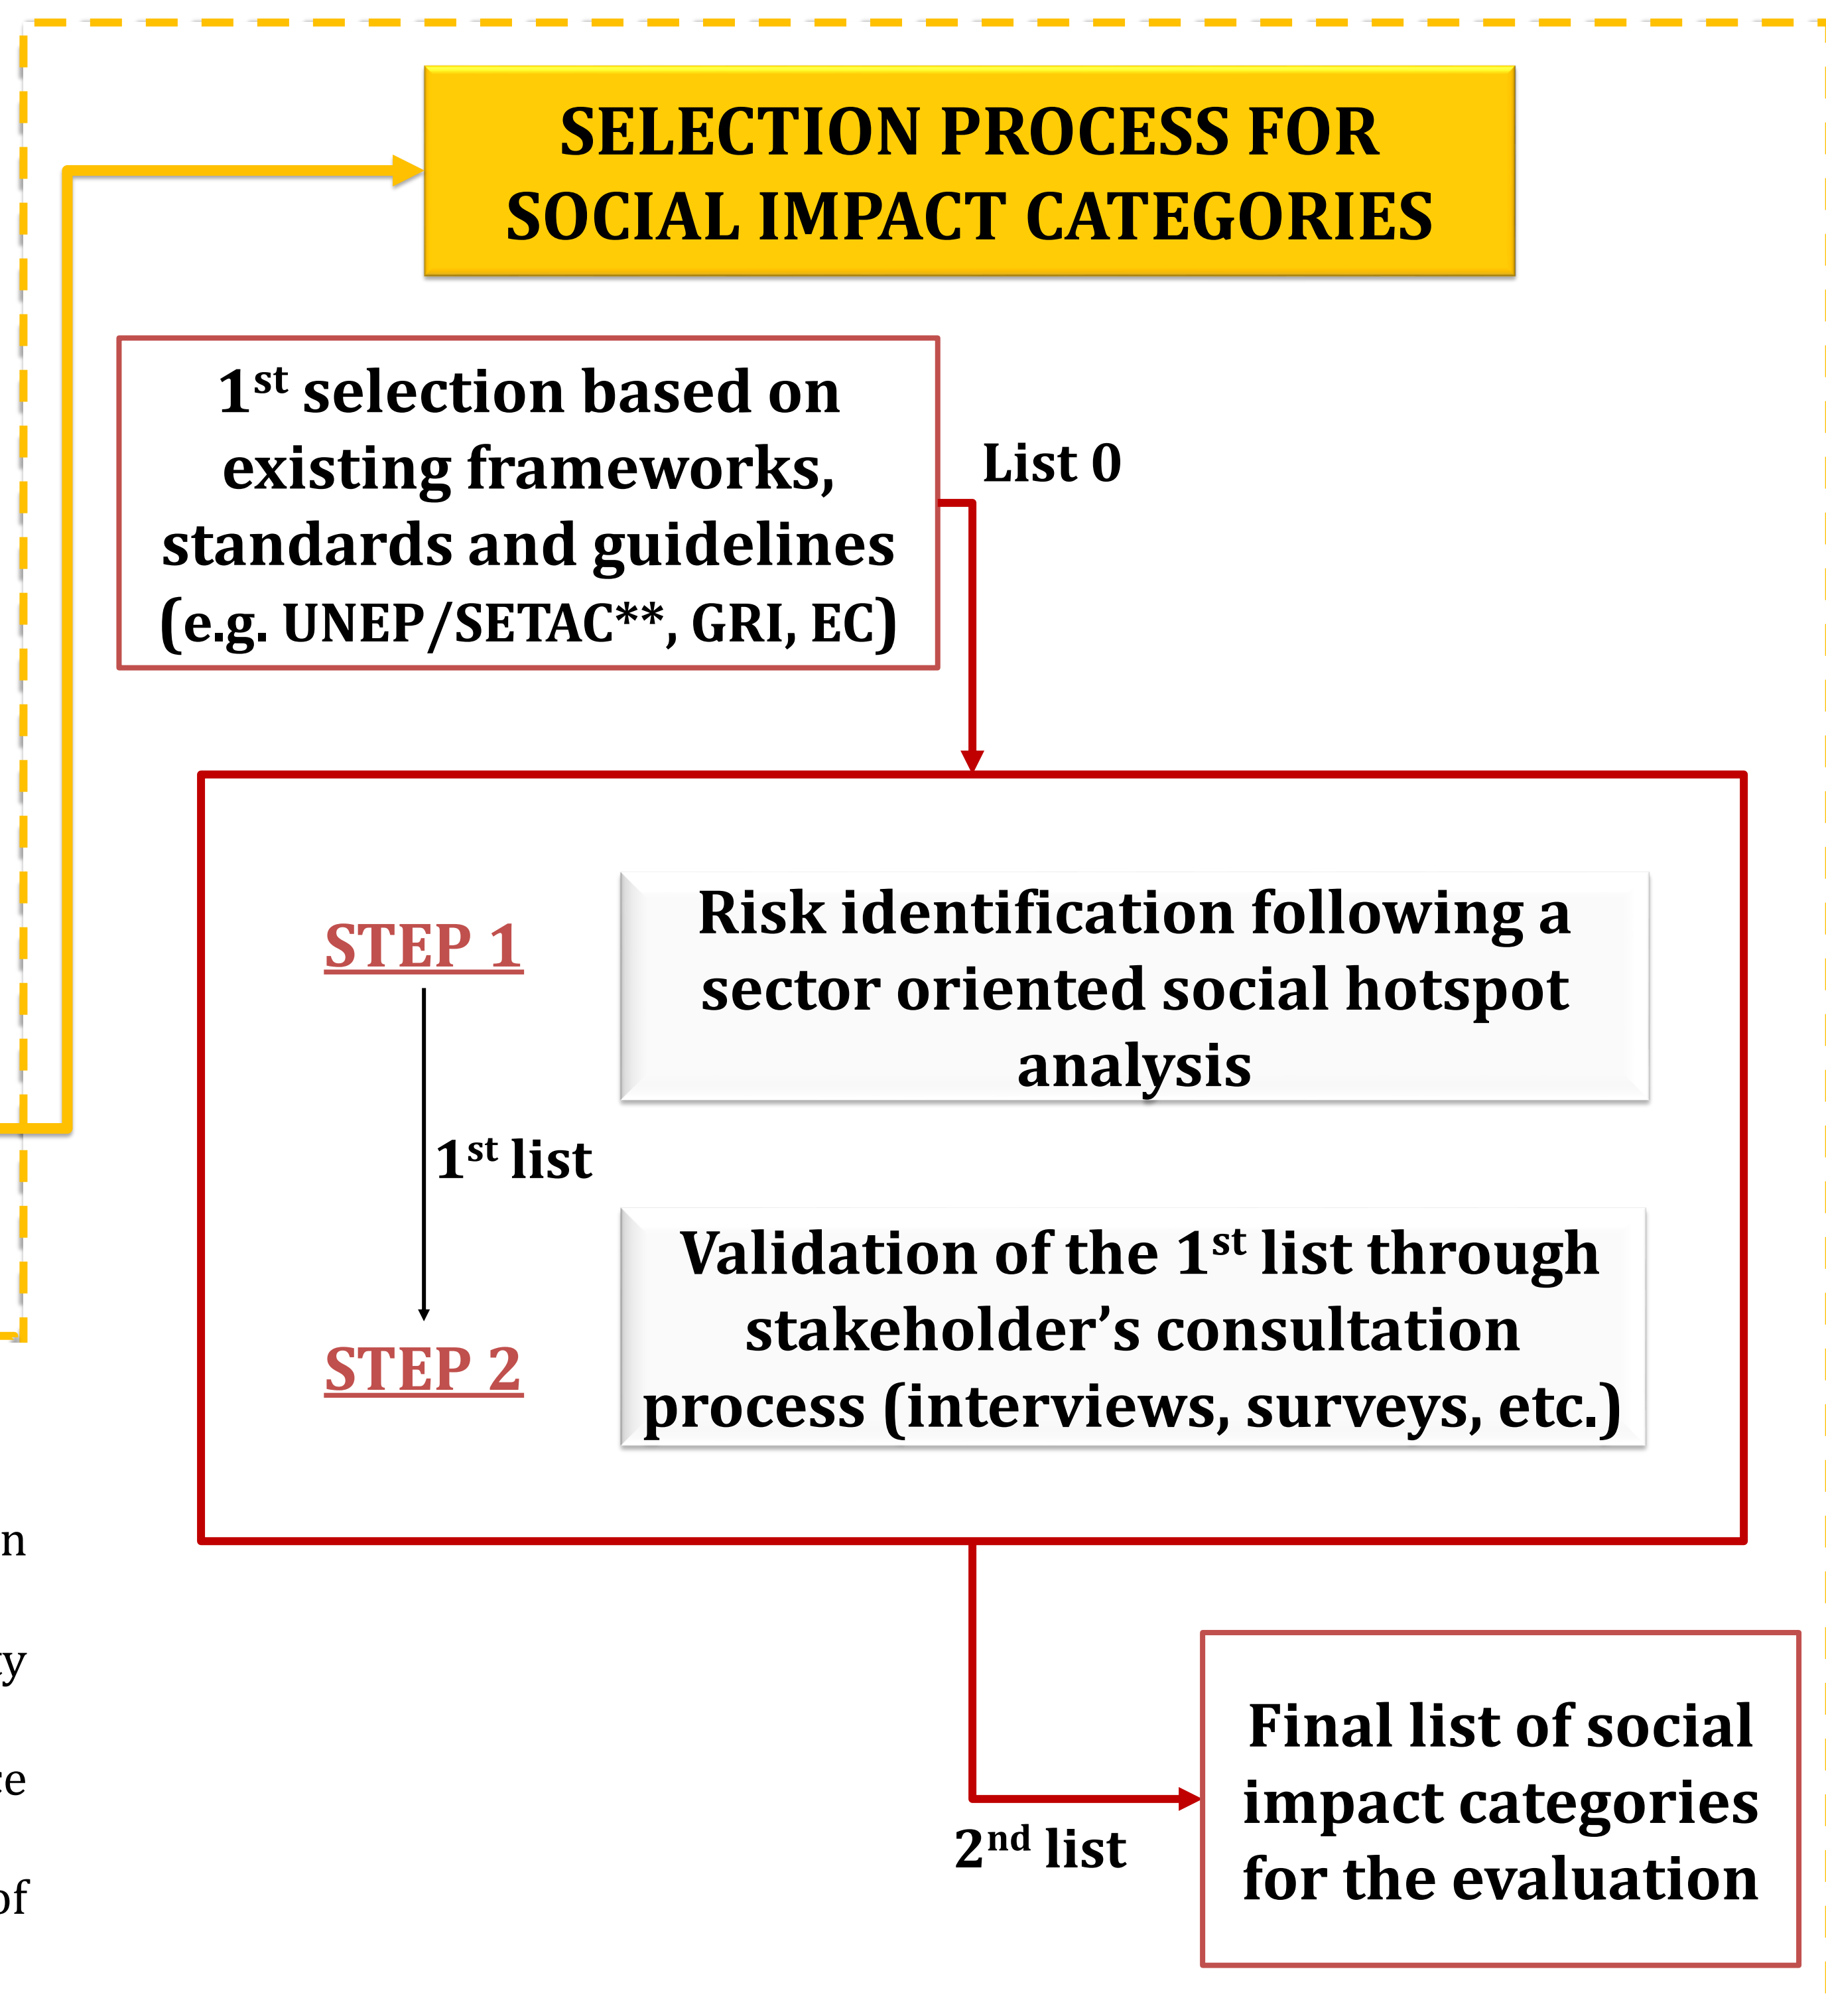 SELECTION PROCESS FOR
SOCIAL IMPACT CATEGORIES
1st selection based on
existing frameworks,
standards and guidelines
(e.g. UNEP/SETAC**, GRI, EC)
List 0
STEP 1
Risk identification following a
sector oriented social hotspot
analysis
1st list
STEP 2
Validation of the 1st list through
stakeholder’s consultation
process (interviews, surveys, etc.)
2nd list
Final list of social
impact categories
for the evaluation
of